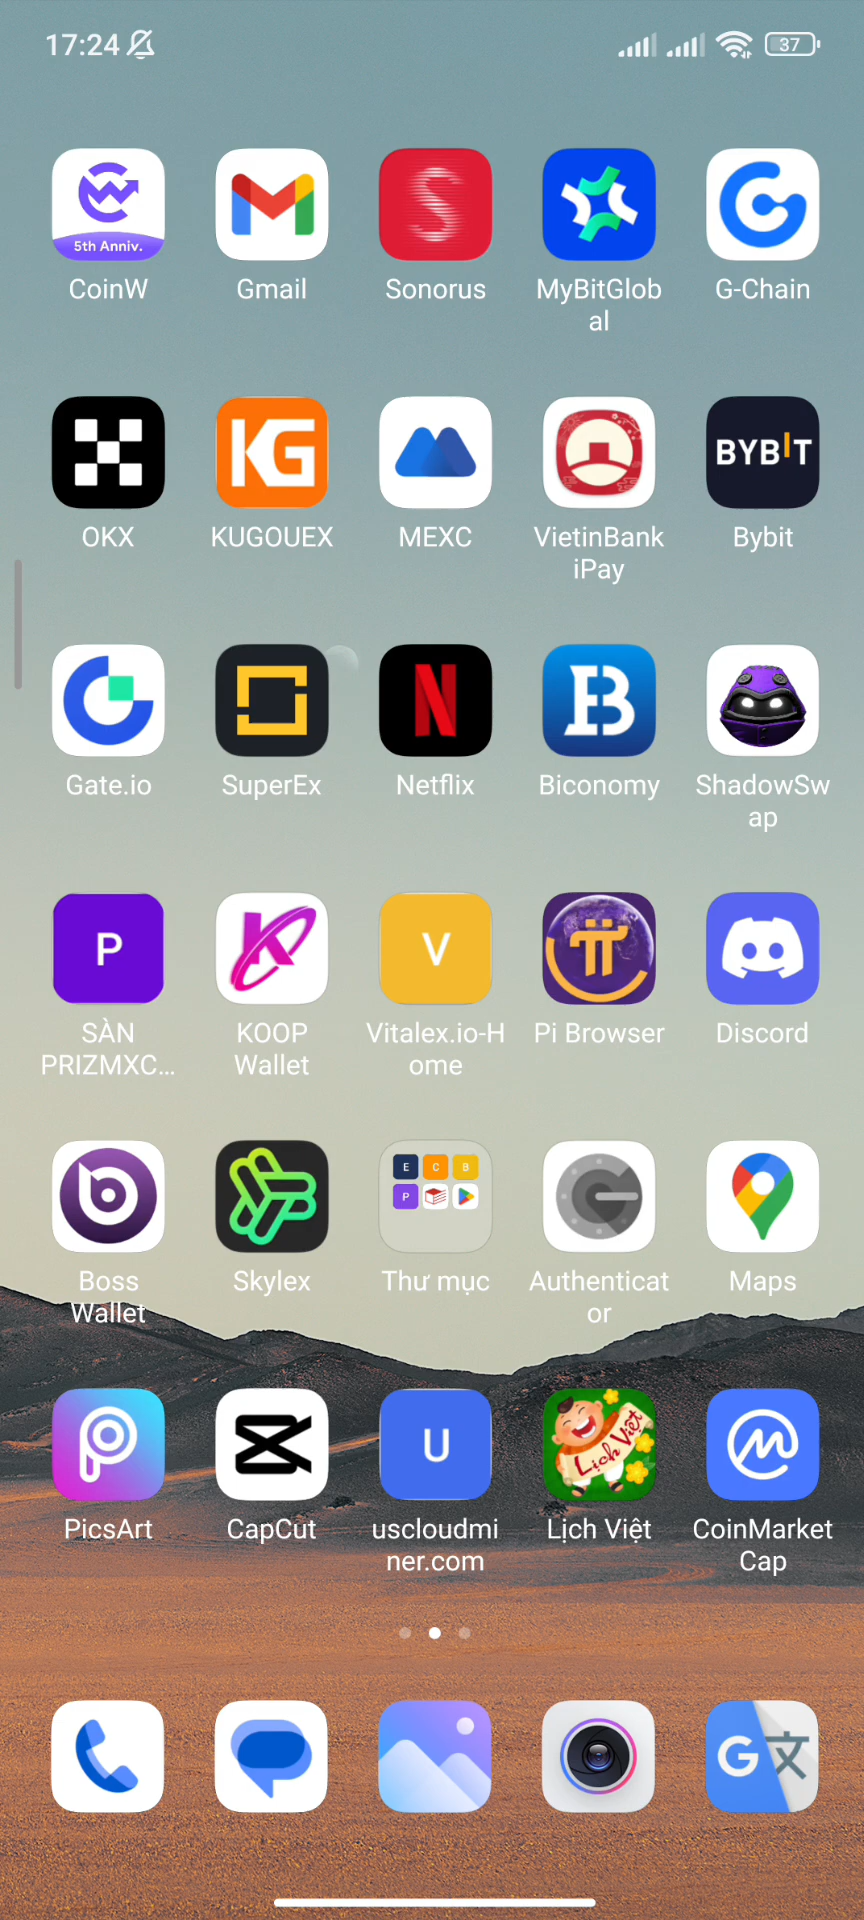 17:24
37
5th Anniv.
CoinW
Gmail
Sonorus
MyBitGlob
al
G-Chain
KG
BYBIT
OKX
KUGOUEX
MEXC
VietinBank
iPay
Bybit
Gate.io
SuperEx
Netflix
Biconomy
ShadowSw
ap
P
V
SÀN
PRIZMXC...
KOOP
Wallet
Vitalex.io-H
ome
Pi Browser
Discord
E C B
P
Boss
Wallet
Skylex
Thư mục
Authenticat
or
Maps
U
Lịch Việt
PicsArt
CapCut
uscloudmi
ner.com
Lịch Việt
CoinMarket
Cap
G 文